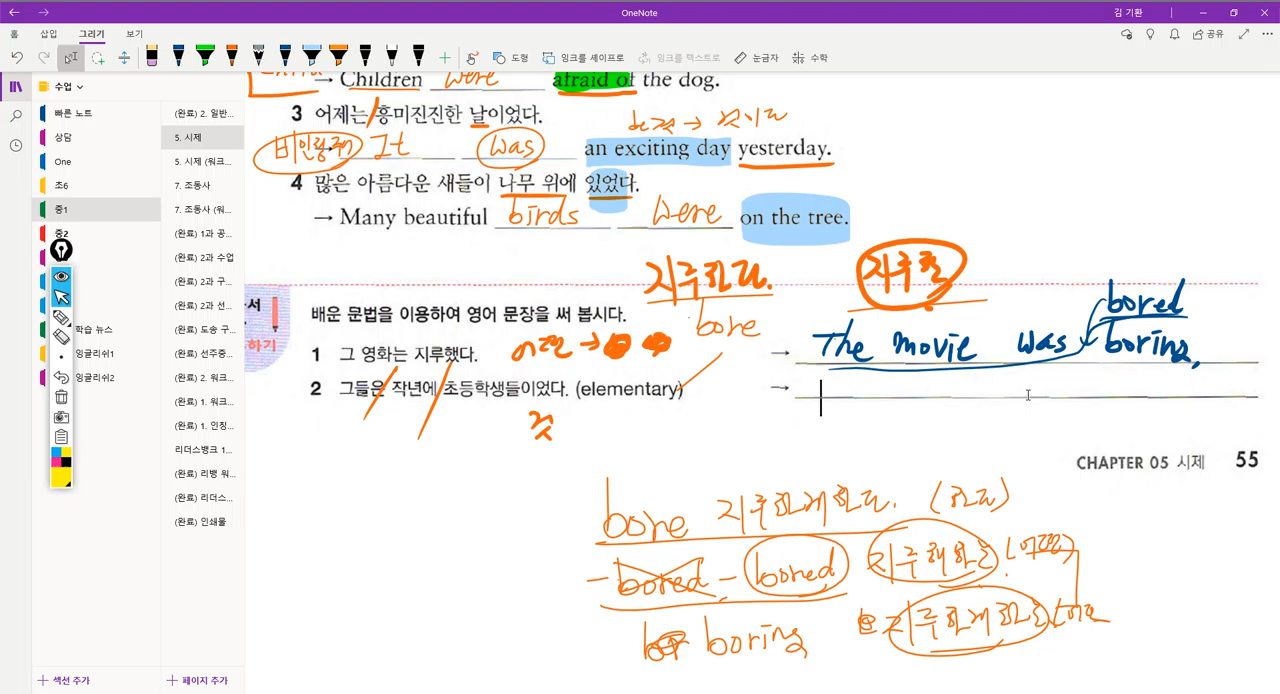 OneNote
김 기환
홈 삽입 그리기 보기
공유
도형 잉크를 셰이프로 잉크를 텍스트로 눈금자 수학
수업
빠른 노트
상담
One
초6
중1
중2
학습 뉴스
잉글리쉬1
잉글리쉬2
(완료) 2. 일반...
5. 시제
5. 시제 (워크...
7. 조동사
7. 조동사 (워...
(완료) 1과 공...
(완료) 2과 수업
(완료) 2과 구...
(완료) 2과 선...
(완료) 도송 구...
(완료) 선주중...
(완료) 2. 워크...
(완료) 1. 워크...
(완료) 1. 인칭...
리더스뱅크 1...
(완료) 리뱅 워...
(완료) 리더스...
(완료) 인쇄물
섹션 추가
페이지 추가
→ Children were afraid of the dog.
3 어제는 흥미진진한 날이었다.
비인칭주어 It was an exciting day yesterday.
4 많은 아름다운 새들이 나무 위에 있었다.
→ Many beautiful birds were on the tree.
지루하다. 지루한
bore
배운 문법을 이용하여 영어 문장을 써 봅시다.
하기
1 그 영화는 지루했다.
→ The movie was bored
boring.
2 그들은 작년에 초등학생들이었다. (elementary)
→
주
CHAPTER 05 시제 55
bore 지루하게하다.
- bored - bored 지루해하는
boring 지루하게하는